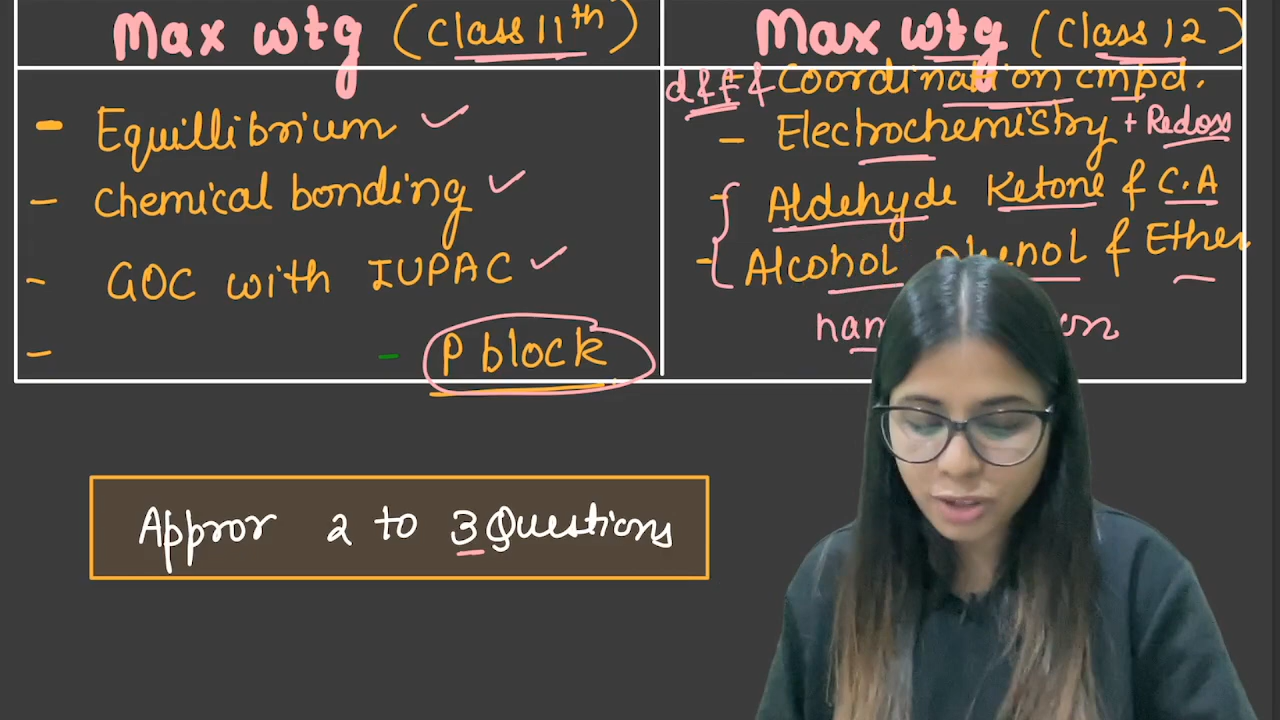 Max wtg (Class 11th)
- Equillibrium ✓
- Chemical bonding ✓
- GOC with IUPAC ✓
- - P block
Max wtg (Class 12)
d & f & Coordination cmpd.
- Electrochemistry + Redox
- Aldehyde Ketone & C.A
- Alcohol phenol & Ether
Appror 2 to 3 Questions